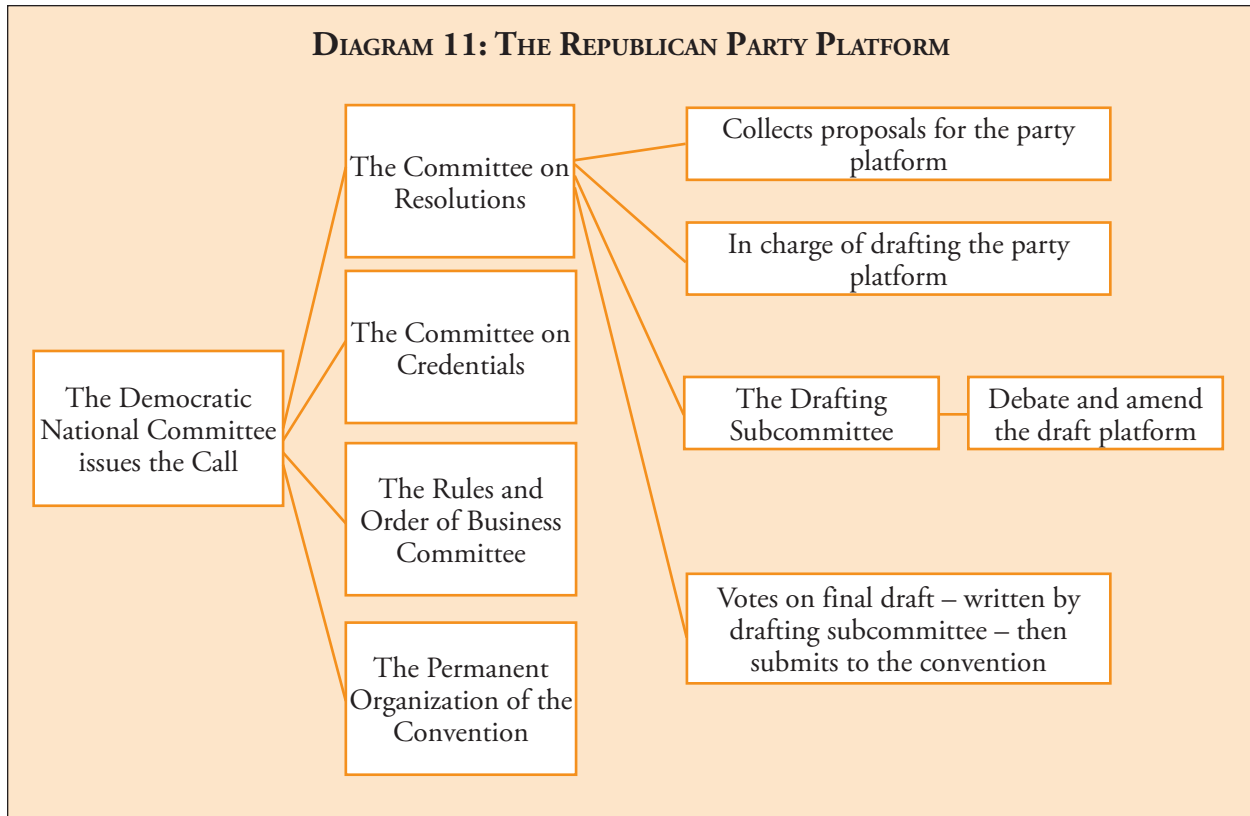 DIAGRAM 11: THE REPUBLICAN PARTY PLATFORM
The Democratic
National Committee
issues the Call
The Committee on
Resolutions
The Committee on
Credentials
The Rules and
Order of Business
Committee
The Permanent
Organization of the
Convention
Collects proposals for the party
platform
In charge of drafting the party
platform
The Drafting
Subcommittee
Debate and amend
the draft platform
Votes on final draft – written by
drafting subcommittee – then
submits to the convention